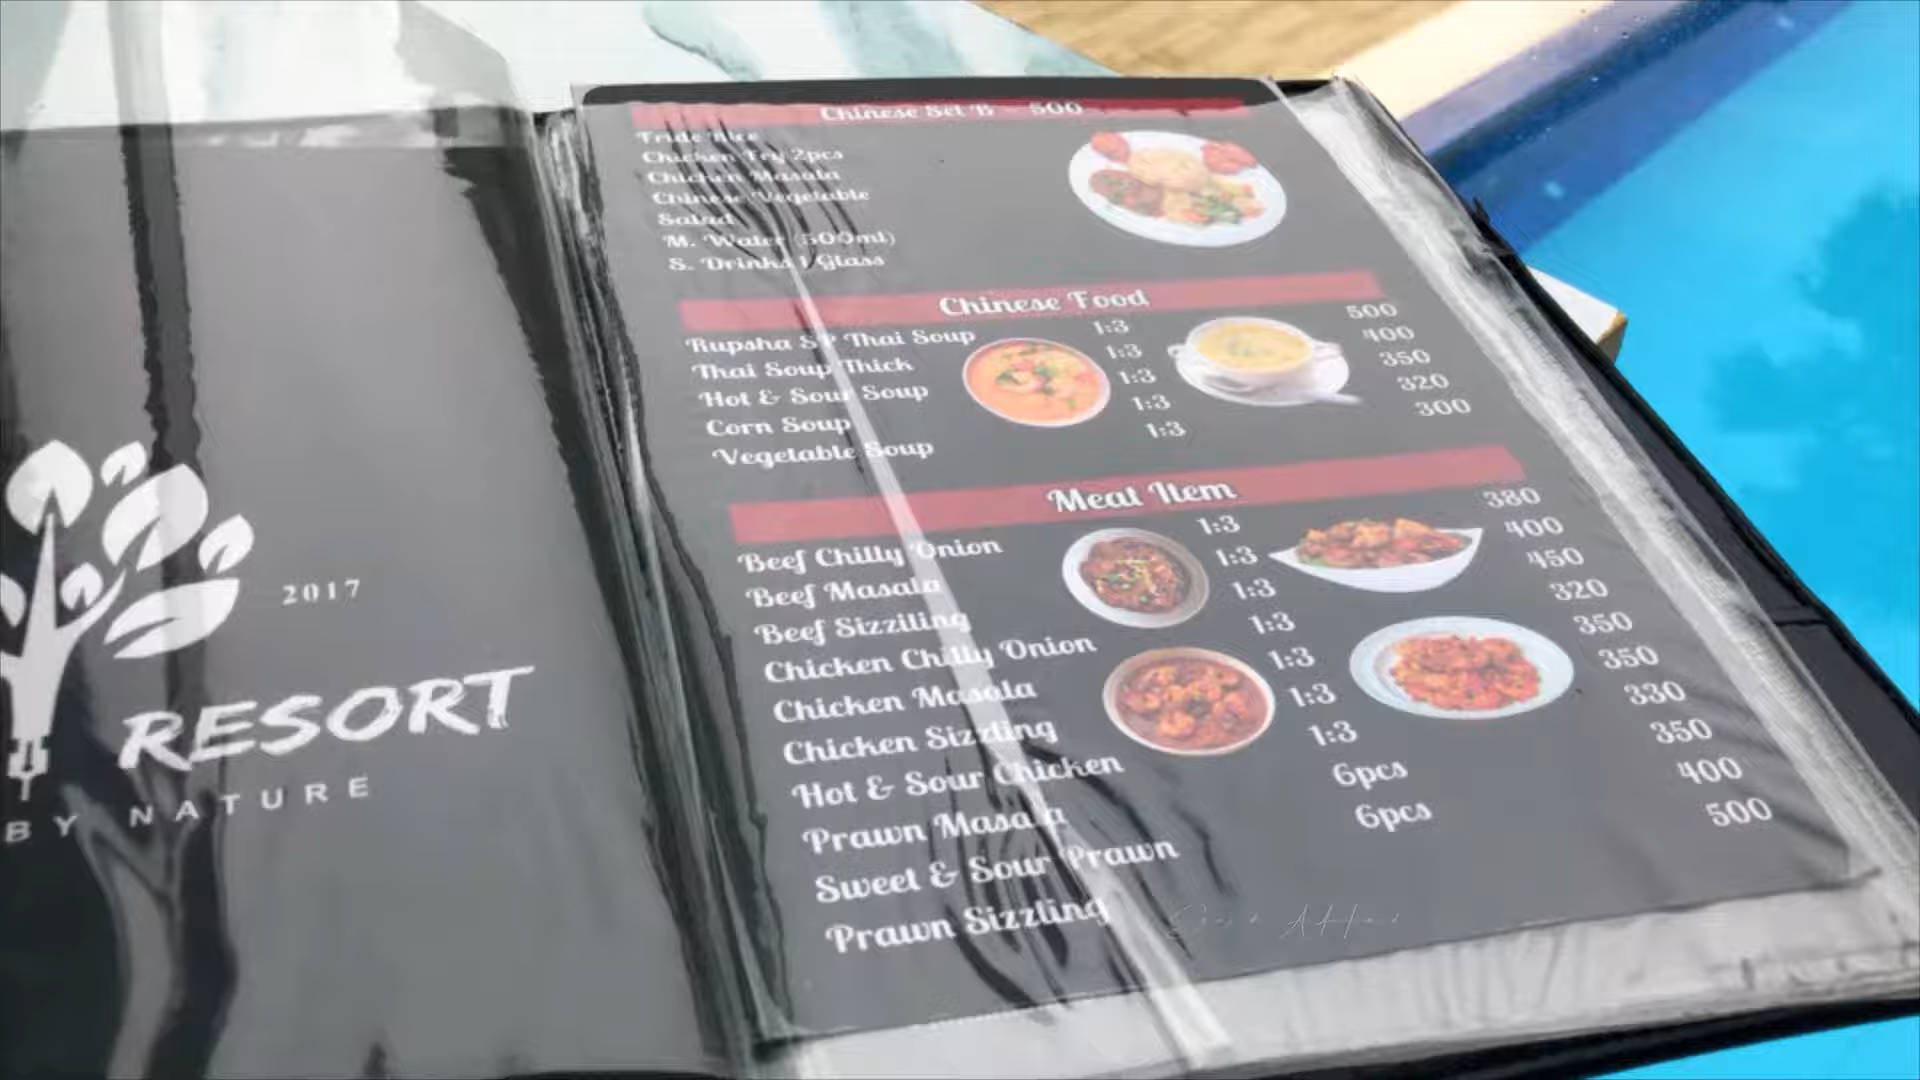 2017
RESORT
BY NATURE
Chinese Set B - 500
Fride Rice
Chicken Fry 2pcs
Chicken Masala
Chinese Vegetable
Salad
M. Water (500ml)
S. Drinks 1 Glass
Chinese Food
Rupsha SP Thai Soup 1:3 500
Thai Soup Thick 1:3 400
Hot & Sour Soup 1:3 350
Corn Soup 1:3 320
Vegetable Soup 1:3 300
Meat Item
Beef Chilly Onion 1:3 380
Beef Masala 1:3 400
Beef Sizziling 1:3 450
Chicken Chilly Onion 1:3 320
Chicken Masala 1:3 350
Chicken Sizzling 1:3 350
Hot & Sour Chicken 1:3 330
Prawn Masala 6pcs 350
Sweet & Sour Prawn 6pcs 400
Prawn Sizzling 500